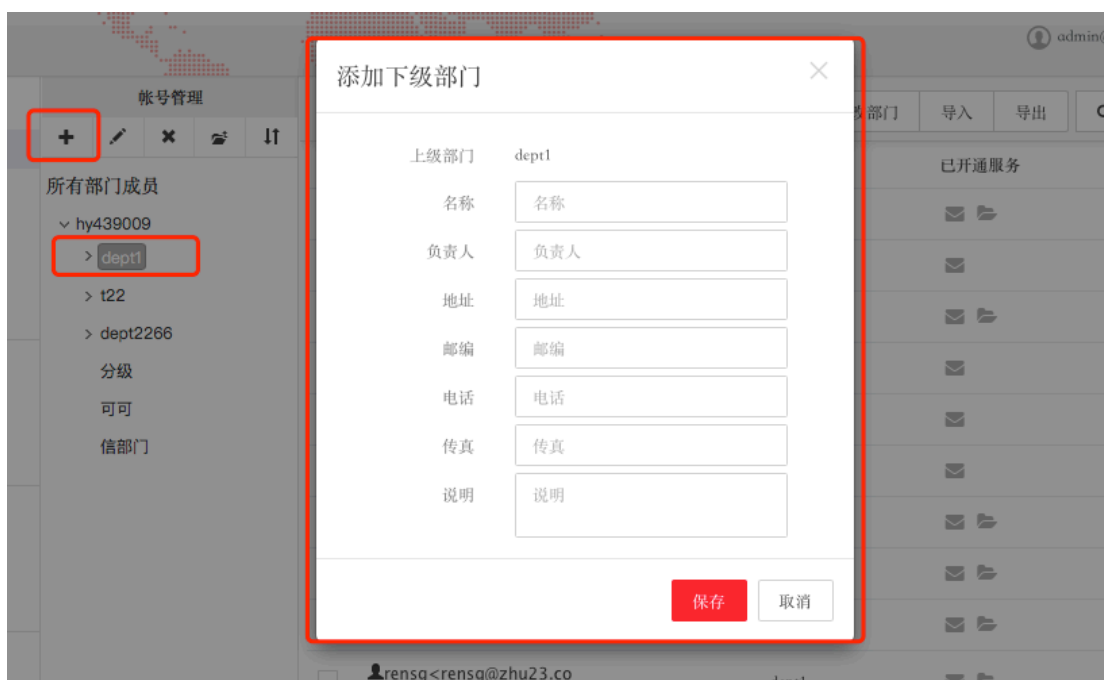 admin@
帐号管理
所有部门成员
hy439009
dept1
t22
dept2266
分级
可可
信部门
添加下级部门
上级部门 dept1
名称 名称
负责人 负责人
地址 地址
邮编 邮编
电话 电话
传真 传真
说明 说明
保存 取消
部门 导入 导出
已开通服务
rensg<rensg@zhu23.co